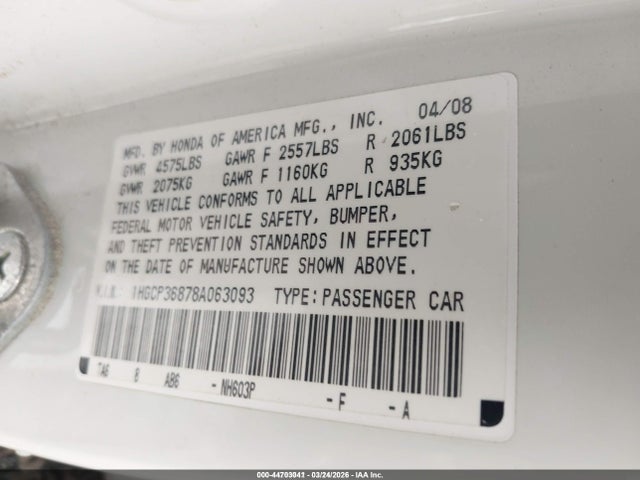 04/08
MFD. BY HONDA OF AMERICA MFG., INC.
GVWR 4575LBS GAWR F 2557LBS R 2061LBS
GVWR 2075KG GAWR F 1160KG R 935KG
THIS VEHICLE CONFORMS TO ALL APPLICABLE
FEDERAL MOTOR VEHICLE SAFETY, BUMPER,
AND THEFT PREVENTION STANDARDS IN EFFECT
ON THE DATE OF MANUFACTURE SHOWN ABOVE.
V.I.N.: 1HGCP36878A063093 TYPE: PASSENGER CAR
TA6 B AB6 - NH603P - F - A
000-44703041 - 03/24/2026 - IAA Inc.